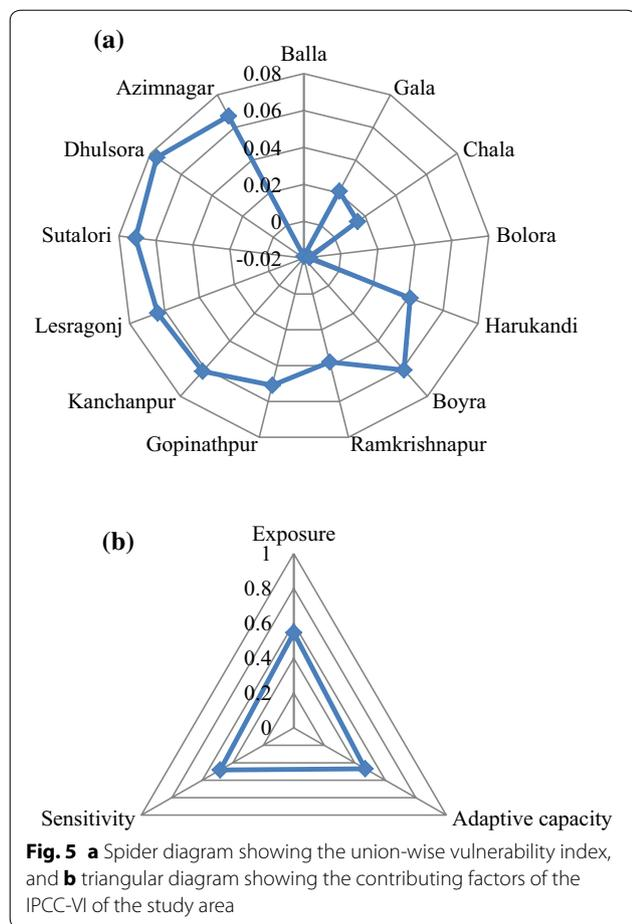 (a)
Balla
0.08
Azimnagar
Gala
0.06
0.04
Dhulsora
Chala
0.02
0
Sutalori
Bolora
-0.02
Lesragonj
Harukandi
Kanchanpur
Boyra
Gopinathpur
Ramkrishnapur
(b)
Exposure
1
0.8
0.6
0.4
0.2
0
Sensitivity
Adaptive capacity
Fig. 5 a Spider diagram showing the union-wise vulnerability index,
and b triangular diagram showing the contributing factors of the
IPCC-VI of the study area